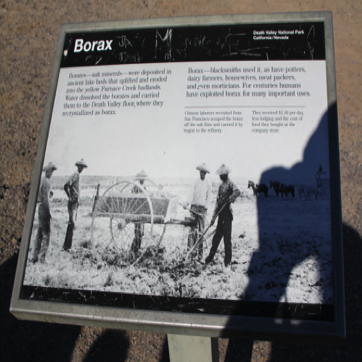 Borax
Death Valley National Park
California/Nevada
Borates—salt minerals—were deposited in
ancient lake beds that uplifted and eroded
into the yellow Furnace Creek badlands.
Water dissolved the borates and carried
them to the Death Valley floor, where they
recrystallized as borax.
Borax—blacksmiths used it, as have potters,
dairy farmers, housewives, meat packers,
and even morticians. For centuries humans
have exploited borax for many important uses.
Chinese laborers recruited from
San Francisco scraped the borax
off the salt flats and carried it by
wagon to the refinery.
They received $1.30 per day,
less lodging and the cost of
food they bought at the
company store.